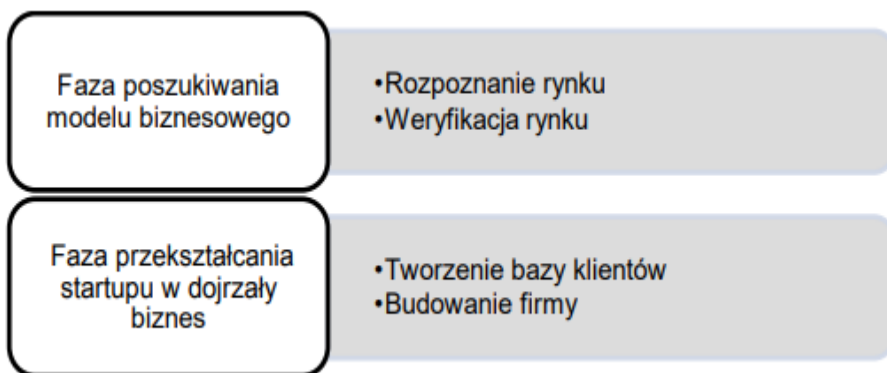 Faza poszukiwania
modelu biznesowego
•Rozpoznanie rynku
•Weryfikacja rynku
Faza przekształcania
startupu w dojrzały
biznes
•Tworzenie bazy klientów
•Budowanie firmy